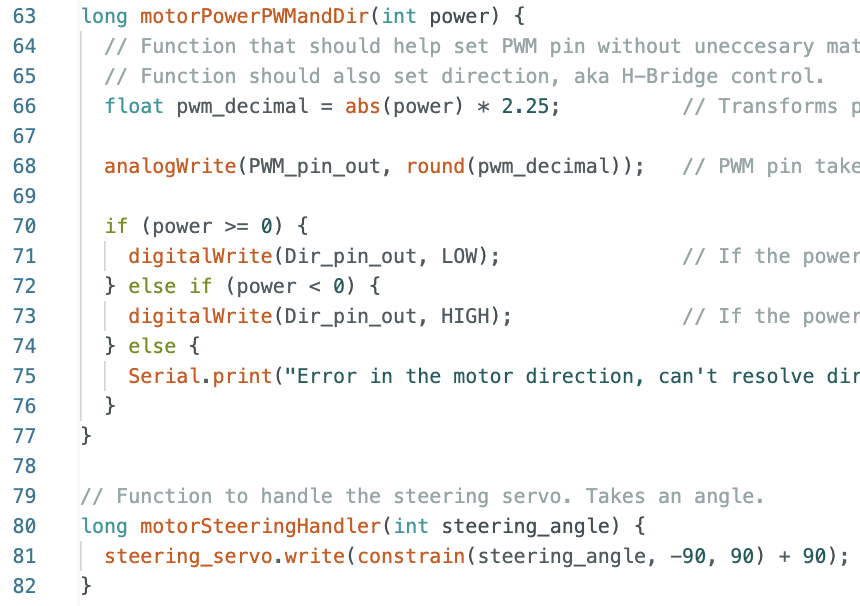 63 long motorPowerPWMandDir(int power) {
64 // Function that should help set PWM pin without uneccesary mat
65 // Function should also set direction, aka H-Bridge control.
66 float pwm_decimal = abs(power) * 2.25; // Transforms p
67
68 analogWrite(PWM_pin_out, round(pwm_decimal)); // PWM pin take
69
70 if (power >= 0) {
71 digitalWrite(Dir_pin_out, LOW); // If the power
72 } else if (power < 0) {
73 digitalWrite(Dir_pin_out, HIGH); // If the power
74 } else {
75 Serial.print("Error in the motor direction, can't resolve dir
76 }
77 }
78
79 // Function to handle the steering servo. Takes an angle.
80 long motorSteeringHandler(int steering_angle) {
81 steering_servo.write(constrain(steering_angle, -90, 90) + 90);
82 }